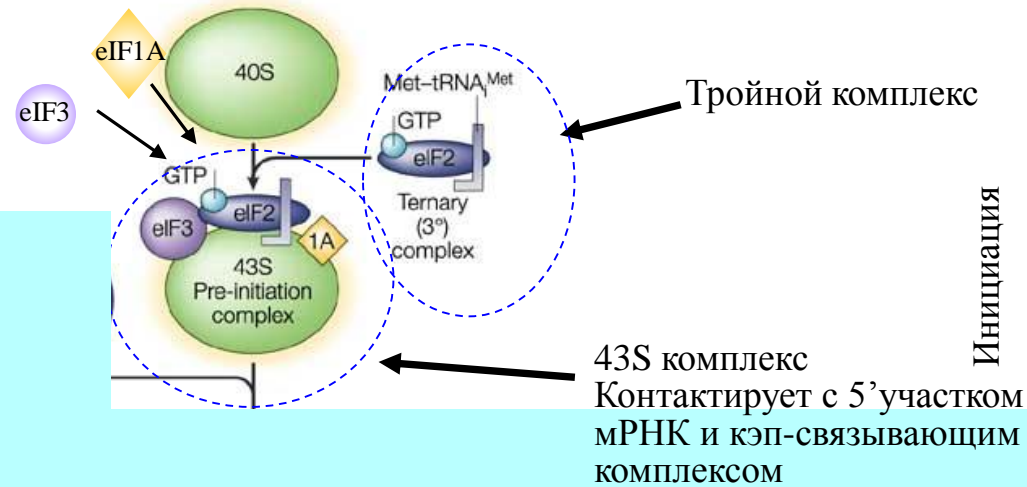 eIF1A
40S
Met–tRNAiMet
Тройной комплекс
eIF3
GTP
eIF2
GTP
Ternary
(3°)
complex
eIF3
eIF2
1A
43S
Pre-initiation
complex
Инициация
43S комплекс
Контактирует с 5’участком
мРНК и кэп-связывающим
комплексом